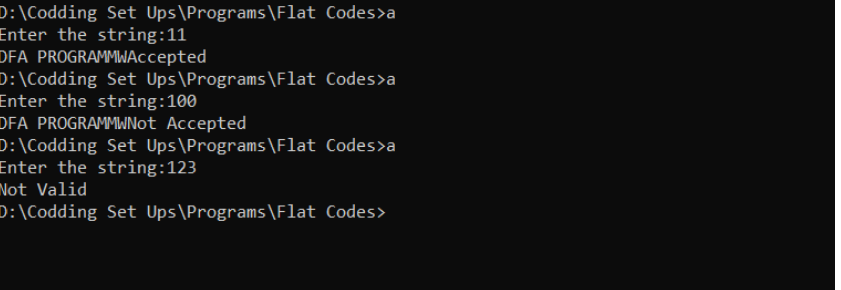 D:\Codding Set Ups\Programs\Flat Codes>a
Enter the string:11
DFA PROGRAMMWAccepted
D:\Codding Set Ups\Programs\Flat Codes>a
Enter the string:100
DFA PROGRAMMWNot Accepted
D:\Codding Set Ups\Programs\Flat Codes>a
Enter the string:123
Not Valid
D:\Codding Set Ups\Programs\Flat Codes>